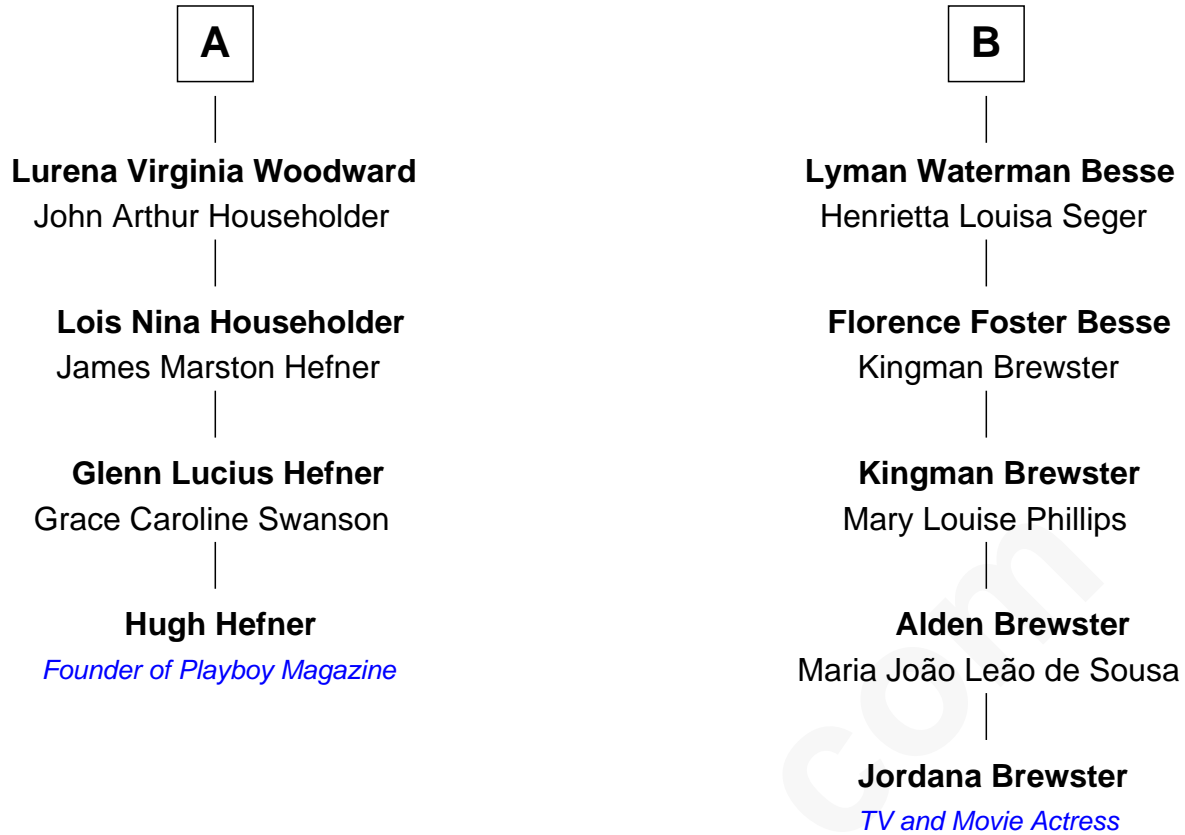 A
Lurena Virginia Woodward
John Arthur Householder
Lois Nina Householder
James Marston Hefner
Glenn Lucius Hefner
Grace Caroline Swanson
Hugh Hefner
Founder of Playboy Magazine
B
Lyman Waterman Besse
Henrietta Louisa Seger
Florence Foster Besse
Kingman Brewster
Kingman Brewster
Mary Louise Phillips
Alden Brewster
Maria João Leão de Sousa
Jordana Brewster
TV and Movie Actress
com